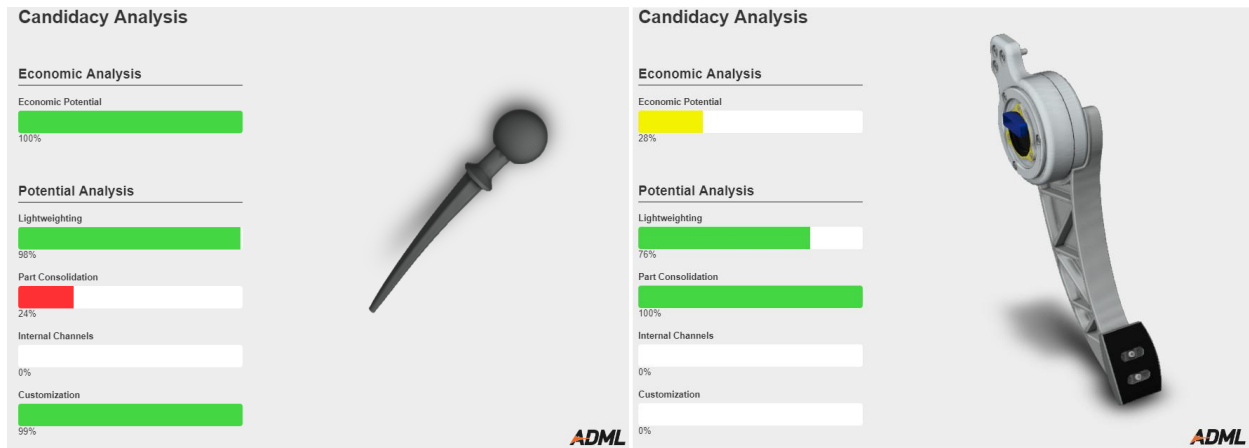 Candidacy Analysis
Economic Analysis
Economic Potential
100%
Potential Analysis
Lightweighting
98%
Part Consolidation
24%
Internal Channels
0%
Customization
99%
ADML
Candidacy Analysis
Economic Analysis
Economic Potential
28%
Potential Analysis
Lightweighting
76%
Part Consolidation
100%
Internal Channels
0%
Customization
0%
ADML